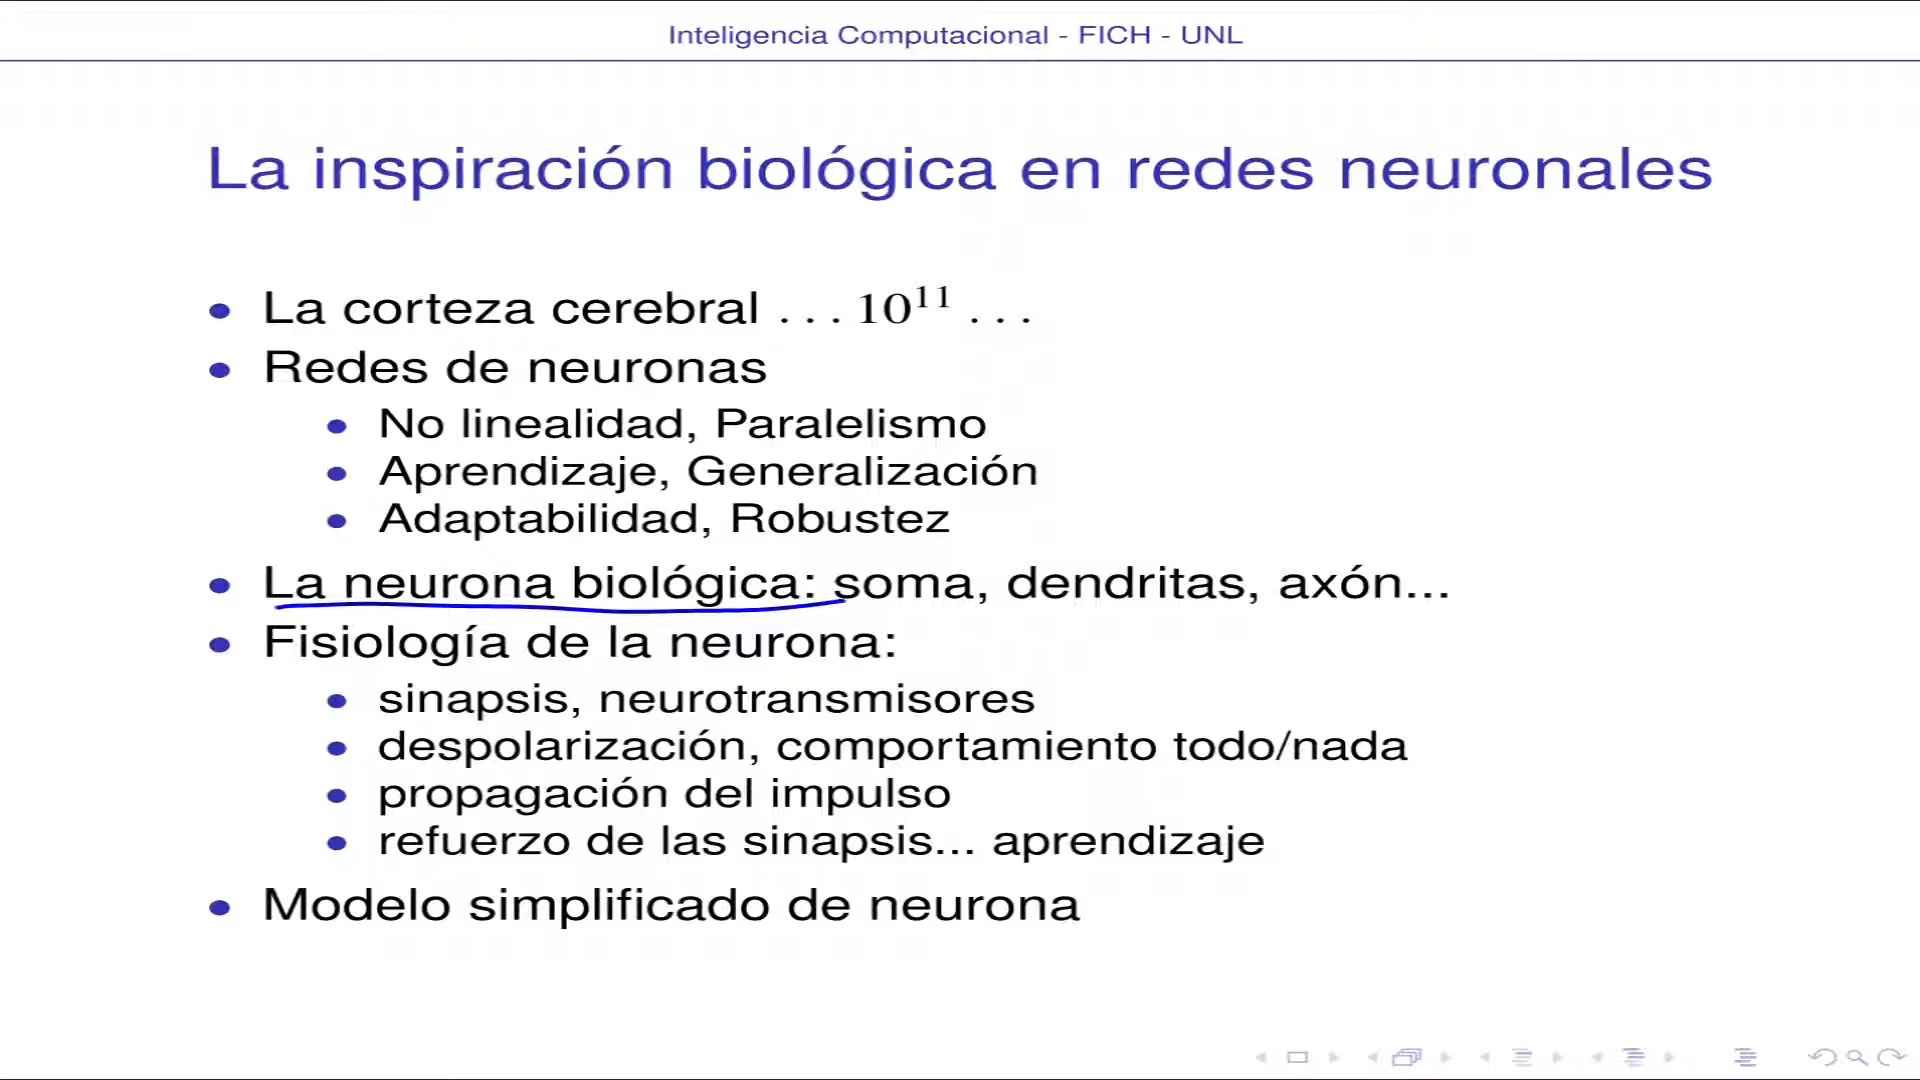 Inteligencia Computacional - FICH - UNL
La inspiración biológica en redes neuronales
• La corteza cerebral . . . 10¹¹ . . .
• Redes de neuronas
• No linealidad, Paralelismo
• Aprendizaje, Generalización
• Adaptabilidad, Robustez
• La neurona biológica: soma, dendritas, axón...
• Fisiología de la neurona:
• sinapsis, neurotransmisores
• despolarización, comportamiento todo/nada
• propagación del impulso
• refuerzo de las sinapsis... aprendizaje
• Modelo simplificado de neurona